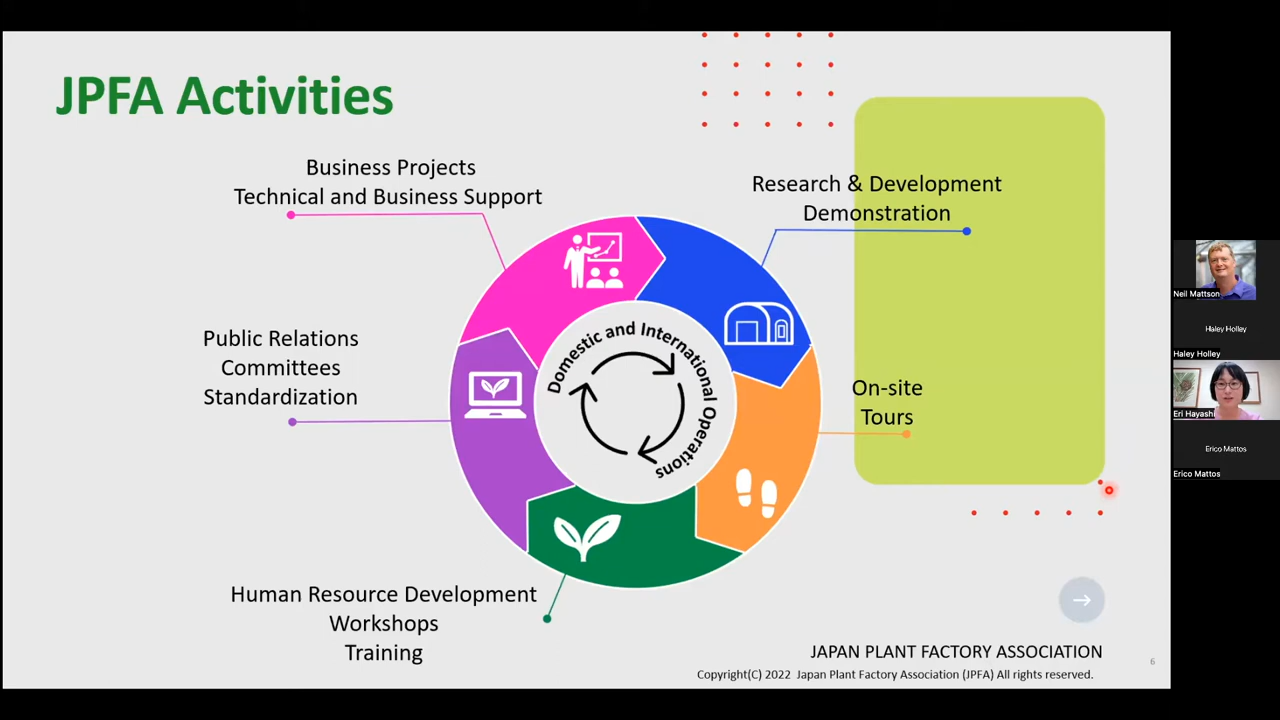 JPFA Activities
Business Projects
Technical and Business Support
Research & Development
Demonstration
Public Relations
Committees
Standardization
Domestic and International Operations
On-site
Tours
Human Resource Development
Workshops
Training
JAPAN PLANT FACTORY ASSOCIATION
Copyright(C) 2022 Japan Plant Factory Association (JPFA) All rights reserved.
6
Neil Mattson
Haley Holley
Haley Holley
Eri Hayashi
Erico Mattos
Erico Mattos